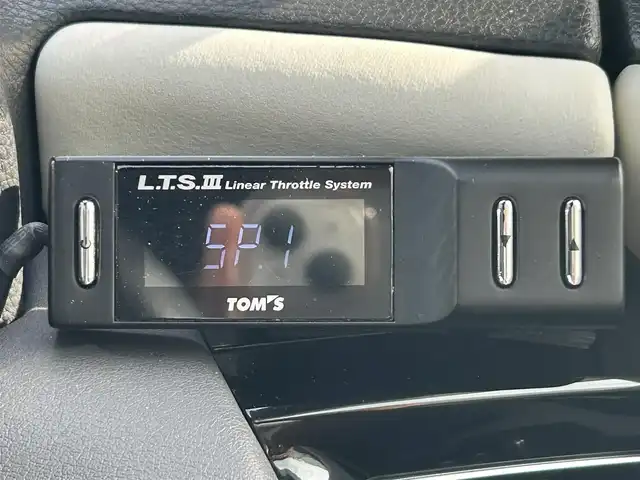 L.T.S.III Linear Throttle System
SP1
TOM'S